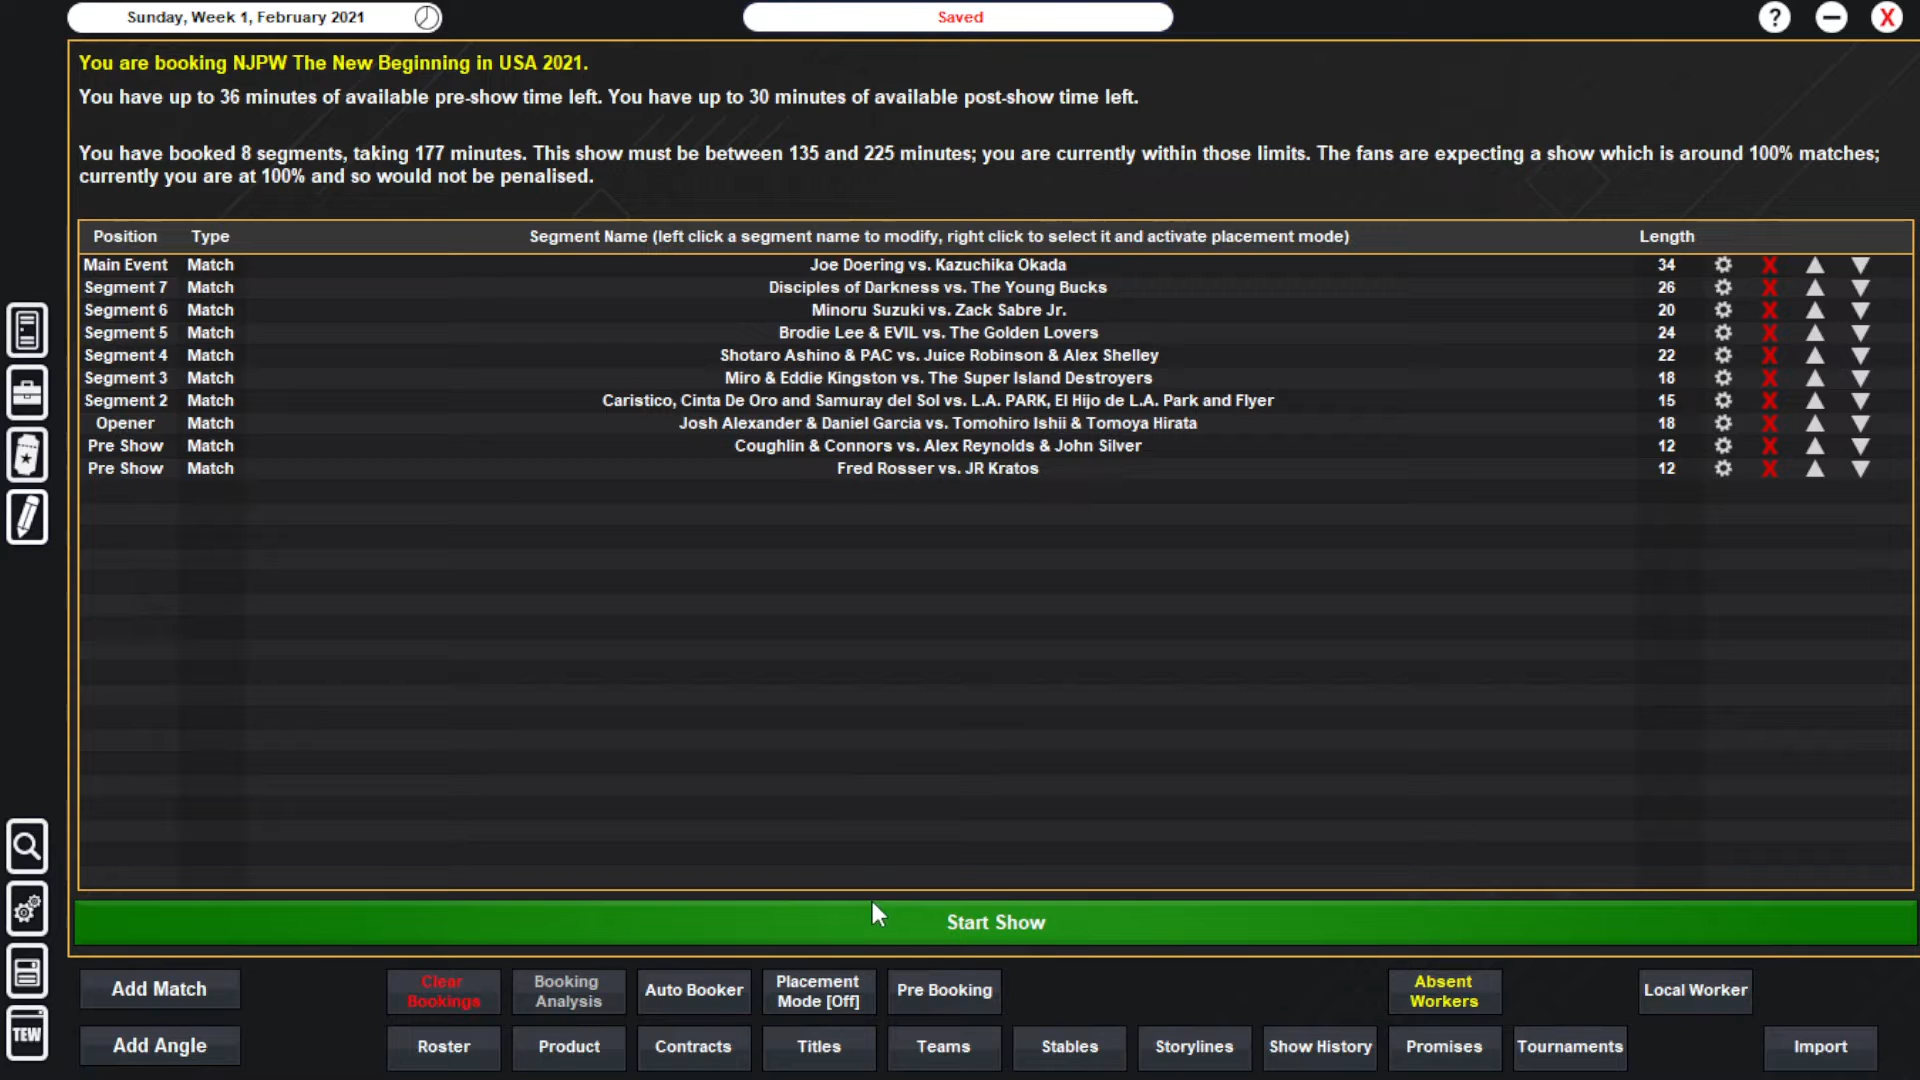 Sunday, Week 1, February 2021
Saved
?
X
You are booking NJPW The New Beginning in USA 2021.
You have up to 36 minutes of available pre-show time left. You have up to 30 minutes of available post-show time left.
You have booked 8 segments, taking 177 minutes. This show must be between 135 and 225 minutes; you are currently within those limits. The fans are expecting a show which is around 100% matches;
currently you are at 100% and so would not be penalised.
Position Type Segment Name (left click a segment name to modify, right click to select it and activate placement mode) Length
Main Event Match Joe Doering vs. Kazuchika Okada 34 X
Segment 7 Match Disciples of Darkness vs. The Young Bucks 26 X
Segment 6 Match Minoru Suzuki vs. Zack Sabre Jr. 20 X
Segment 5 Match Brodie Lee & EVIL vs. The Golden Lovers 24 X
Segment 4 Match Shotaro Ashino & PAC vs. Juice Robinson & Alex Shelley 22 X
Segment 3 Match Miro & Eddie Kingston vs. The Super Island Destroyers 18 X
Segment 2 Match Caristico, Cinta De Oro and Samuray del Sol vs. L.A. PARK, El Hijo de L.A. Park and Flyer 15 X
Opener Match Josh Alexander & Daniel Garcia vs. Tomohiro Ishii & Tomoya Hirata 18 X
Pre Show Match Coughlin & Connors vs. Alex Reynolds & John Silver 12 X
Pre Show Match Fred Rosser vs. JR Kratos 12 X
Start Show
Add Match
Clear Bookings
Booking Analysis
Auto Booker
Placement Mode [Off]
Pre Booking
Absent Workers
Local Worker
TEW
Add Angle
Roster
Product
Contracts
Titles
Teams
Stables
Storylines
Show History
Promises
Tournaments
Import